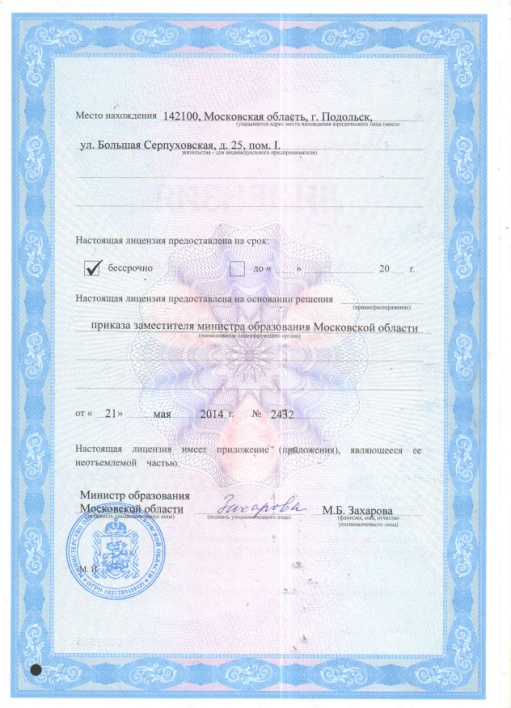 Место нахождения 142100, Московская область, г. Подольск,
(указывается адрес места нахождения юридического лица (место
ул. Большая Серпуховская, д. 25, пом. I.
жительства - для индивидуального предпринимателя)
Настоящая лицензия предоставлена на срок:
бессрочно до « » 20 г.
Настоящая лицензия предоставлена на основании решения
(приказ/распоряжение)
приказа заместителя министра образования Московской области
(наименование лицензирующего органа)
от « 21» мая 2014 г. № 2432
Настоящая лицензия имеет приложение (приложения), являющееся ее
неотъемлемой частью.
Министр образования
Московской области Захарова М.Б. Захарова
(должность уполномоченного лица) (подпись уполномоченного лица) (фамилия, имя, отчество
уполномоченного лица)
М. П.